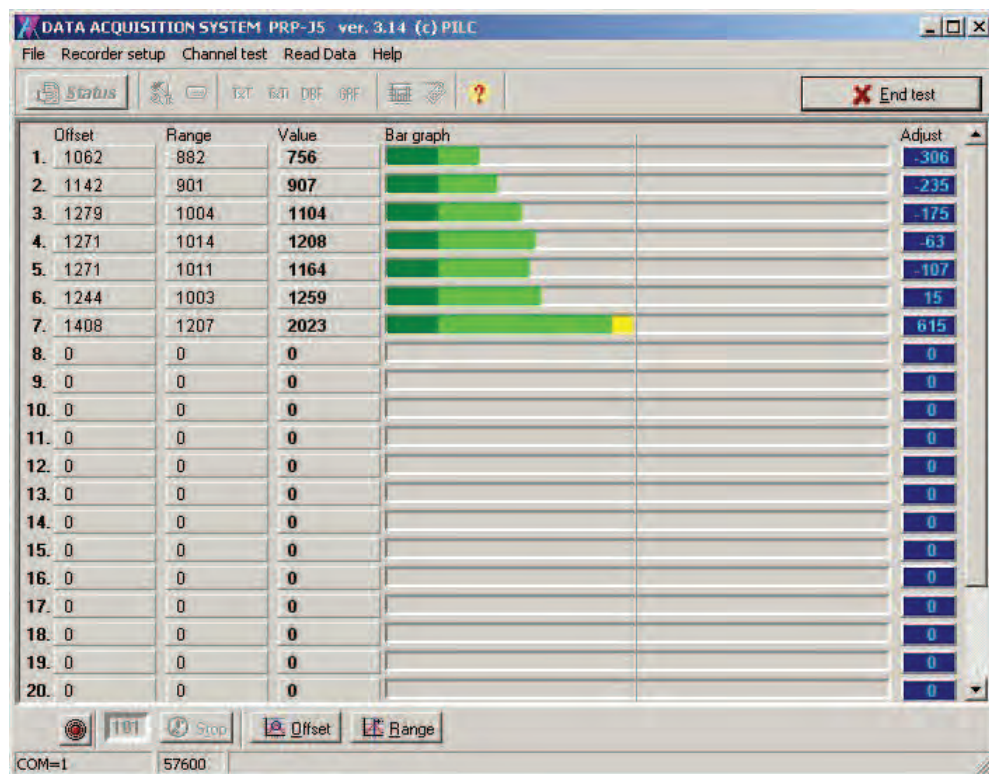 DATA ACQUISITION SYSTEM PRP-J5 ver. 3.14 (c) PILC
File Recorder setup Channel test Read Data Help
Status TXT DBF GRF ? End test
Offset Range Value Bar graph Adjust
1. 1062 882 756 -306
2. 1142 901 907 -235
3. 1279 1004 1104 -175
4. 1271 1014 1208 -63
5. 1271 1011 1164 -107
6. 1244 1003 1259 15
7. 1408 1207 2023 615
8. 0 0 0 0
9. 0 0 0 0
10. 0 0 0 0
11. 0 0 0 0
12. 0 0 0 0
13. 0 0 0 0
14. 0 0 0 0
15. 0 0 0 0
16. 0 0 0 0
17. 0 0 0 0
18. 0 0 0 0
19. 0 0 0 0
20. 0 0 0 0
101 Stop Offset Range
COM=1 57600